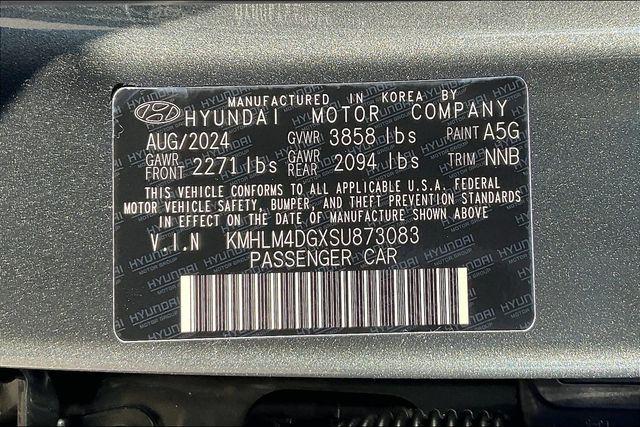 MANUFACTURED IN KOREA BY
HYUNDAI MOTOR COMPANY
AUG/2024 GVWR 3858 lbs PAINT A5G
GAWR FRONT 2271 lbs GAWR REAR 2094 lbs TRIM NNB
THIS VEHICLE CONFORMS TO ALL APPLICABLE U.S.A. FEDERAL
MOTOR VEHICLE SAFETY, BUMPER, AND THEFT PREVENTION STANDARDS
IN EFFECT ON THE DATE OF MANUFACTURE SHOWN ABOVE
V.I.N KMHLM4DGXSU873083
PASSENGER CAR